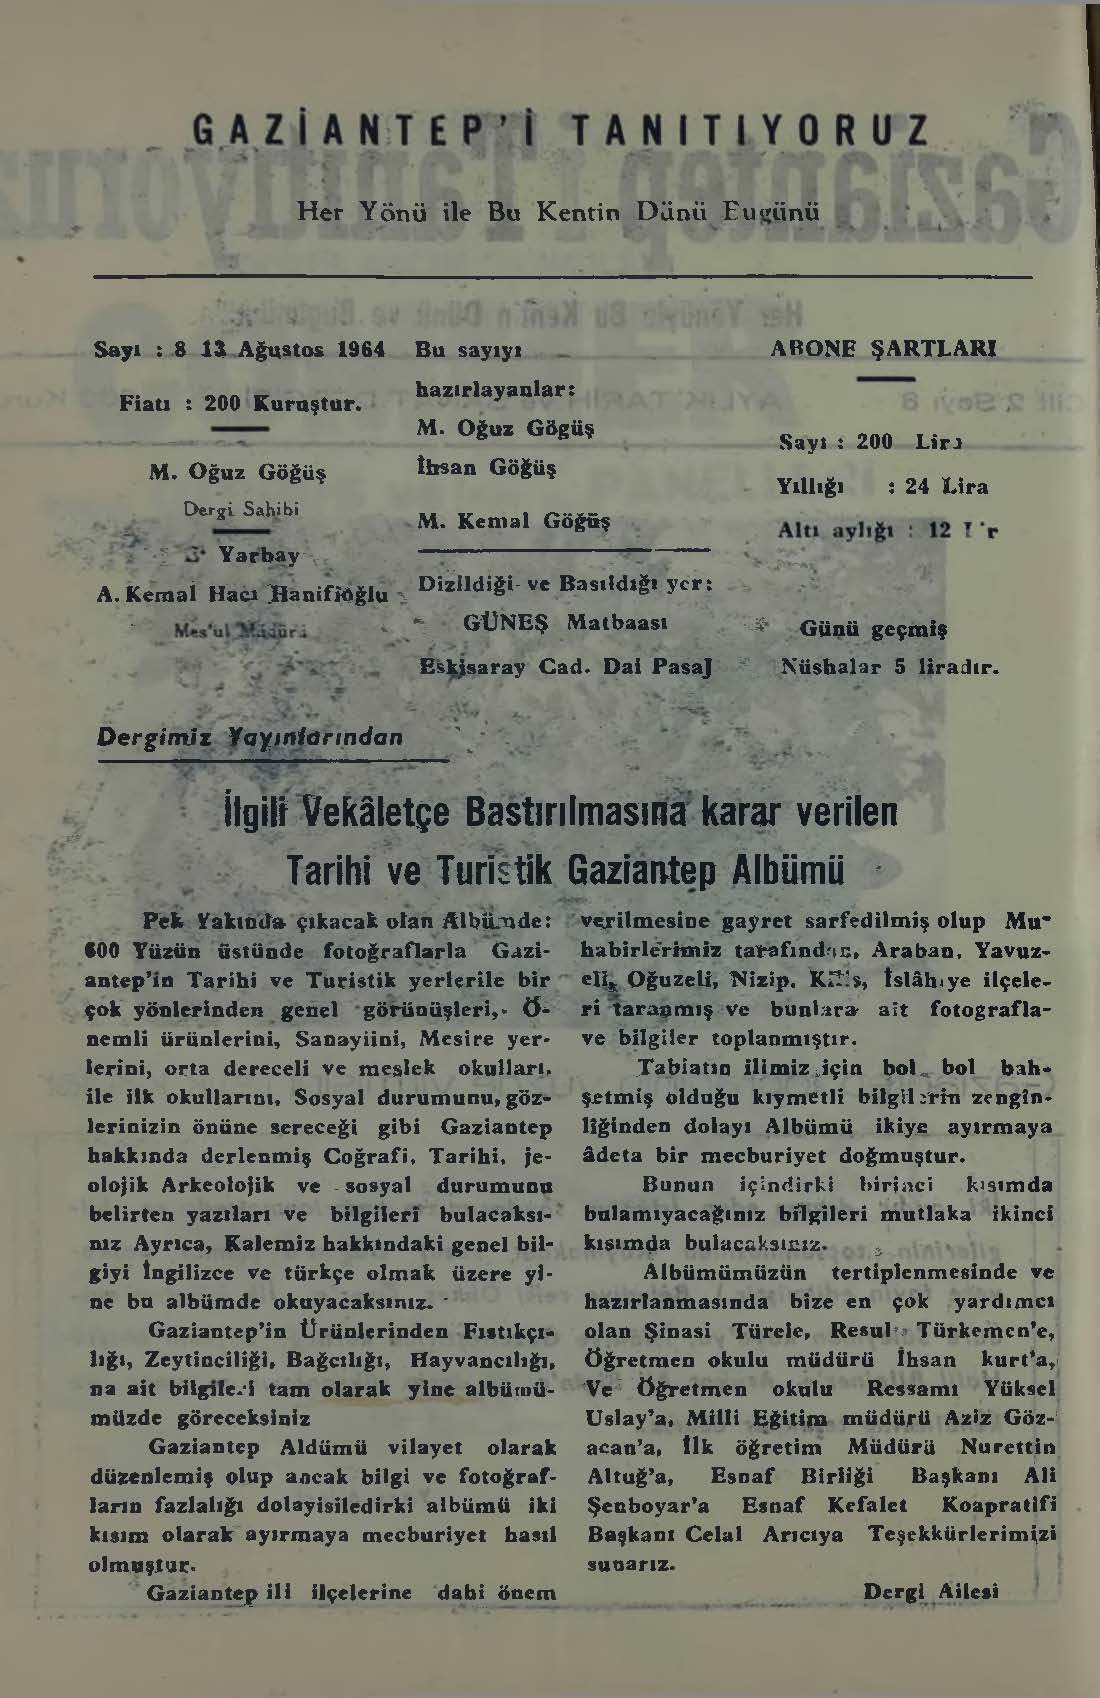 GAZİANTEP'İ TANITIYORUZ
Her Yönü ile Bu Kentin Dünü Bugünü
Sayı : 8 13 Ağustos 1964
Fiatı : 200 Kuruştur.
M. Oğuz Göğüş
Dergi Sahibi
Yarbay
A. Kemal Hacı Hanifioğlu
Mes'ul Müdürü
Bu sayıyı
hazırlayanlar:
M. Oğuz Gögüş
İhsan Göğüş
M. Kemal Göğüş
Dizildiği ve Basıldığı yer:
GÜNEŞ Matbaası
Eskisaray Cad. Dai Pasaj
ABONE ŞARTLARI
Sayı : 200 Lira
Yıllığı : 24 Lira
Altı aylığı : 12
Günü geçmiş
Nüshalar 5 liradır.
Dergimiz Yayınlarından
İlgili Vekâletçe Bastırılmasına karar verilen
Tarihi ve Turistik Gaziantep Albümü
Pek Yakında çıkacak olan Albümde:
600 Yüzün üstünde fotoğraflarla Gazi-
antep'in Tarihi ve Turistik yerlerile bir
çok yönlerinden genel görünüşleri, Ö-
nemli ürünlerini, Sanayiini, Mesire yer-
lerini, orta dereceli ve meslek okulları,
ile ilk okullarını, Sosyal durumunu, göz-
lerinizin önüne sereceği gibi Gaziantep
hakkında derlenmiş Coğrafi, Tarihi, je-
olojik Arkeolojik ve sosyal durumunu
belirten yazıları ve bilgileri bulacaksı-
nız Ayrıca, Kalemiz hakkındaki genel bil-
giyi İngilizce ve türkçe olmak üzere yi-
ne bu albümde okuyacaksınız.
Gaziantep'in Ürünlerinden Fıstıkçı-
lığı, Zeytinciliği, Bağcılığı, Hayvancılığı,
na ait bilgileri tam olarak yine albümü-
müzde göreceksiniz
Gaziantep Aldümü vilayet olarak
düzenlemiş olup ancak bilgi ve fotoğraf-
ların fazlalığı dolayisiledirki albümü iki
kısım olarak ayırmaya mecburiyet hasıl
olmuştur.
Gaziantep ili ilçelerine dahi önem
verilmesine gayret sarfedilmiş olup Mu-
habirlerimiz tarafından, Araban, Yavuz-
eli, Oğuzeli, Nizip, Kilis, İslâhiye ilçele-
ri taranmış ve bunlara ait fotografla-
ve bilgiler toplanmıştır.
Tabiatın ilimiz için bol bol bah-
şetmiş olduğu kıymetli bilgilerin zengin-
liğinden dolayı Albümü ikiye ayırmaya
âdeta bir mecburiyet doğmuştur.
Bunun içindirki birinci kısımda
bulamıyacağınız bilgileri mutlaka ikinci
kısımda bulacaksınız.
Albümümüzün tertiplenmesinde ve
hazırlanmasında bize en çok yardımcı
olan Şinasi Türele, Resul Türkemen'e,
Öğretmen okulu müdürü İhsan kurt'a,
Ve Öğretmen okulu Ressamı Yüksel
Uslay'a, Milli Eğitim müdürü Aziz Göz-
acan'a, İlk öğretim Müdürü Nurettin
Altuğ'a, Esnaf Birliği Başkanı Ali
Şenboyar'a Esnaf Kefalet Koapratifi
Başkanı Celal Arıcıya Teşekkürlerimizi
sunarız.
Dergi Ailesi